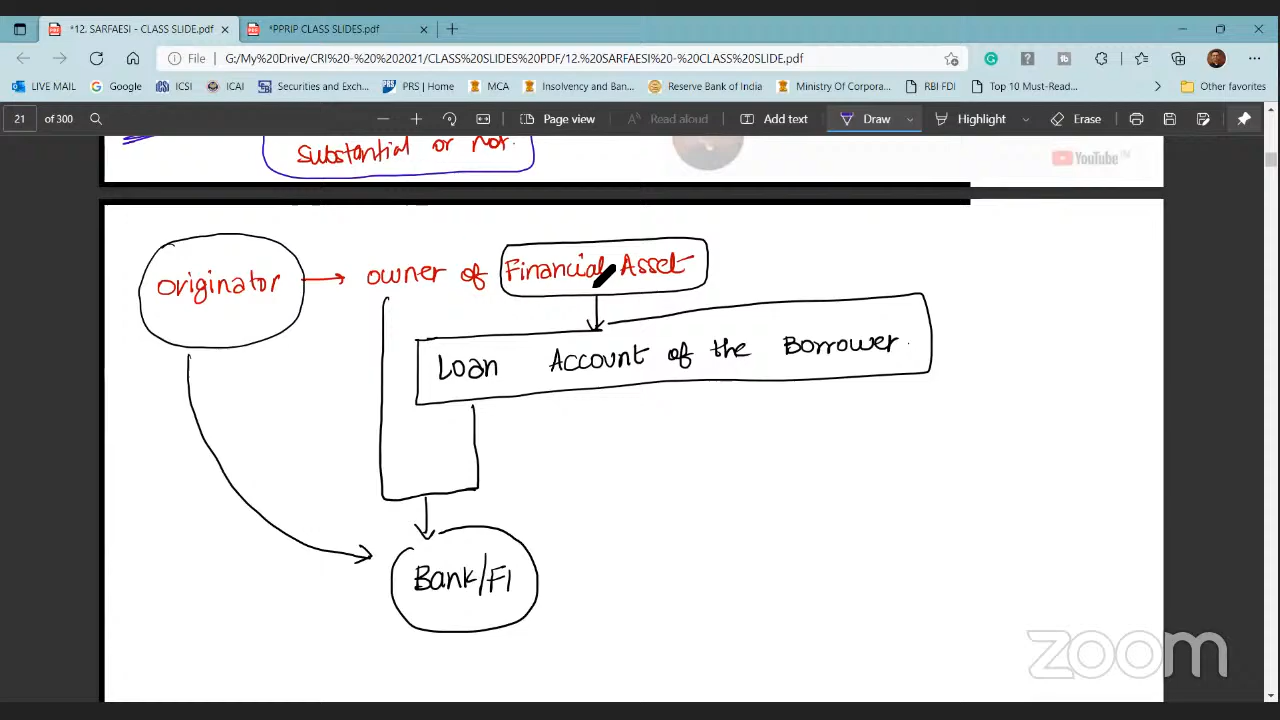 *12. SARFAESI - CLASS SLIDE.pdf
*PPRIP CLASS SLIDES.pdf
File
G:/My%20Drive/CRI%20-%20%202021/CLASS%20SLIDES%20PDF/12.%20SARFAESI%20-%20CLASS%20SLIDE.pdf
LIVE MAIL
Google
ICSI
ICAI
Securities and Exch...
PRS | Home
MCA
Insolvency and Ban...
Reserve Bank of India
Ministry Of Corpora...
RBI FDI
Top 10 Must-Read...
Other favorites
21 of 300
Page view
Read aloud
Add text
Draw
Highlight
Erase
substantial or not.
YouTube
originator → owner of Financial Asset
Loan Account of the Borrower.
Bank/FI
zoom